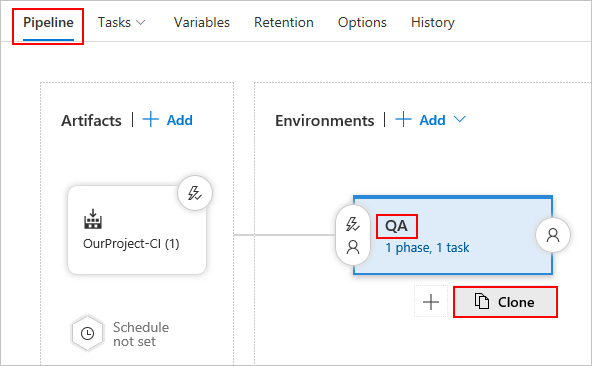 Pipeline Tasks Variables Retention Options History
Artifacts Add
Environments Add
OurProject-CI (1)
QA
1 phase, 1 task
Clone
Schedule
not set